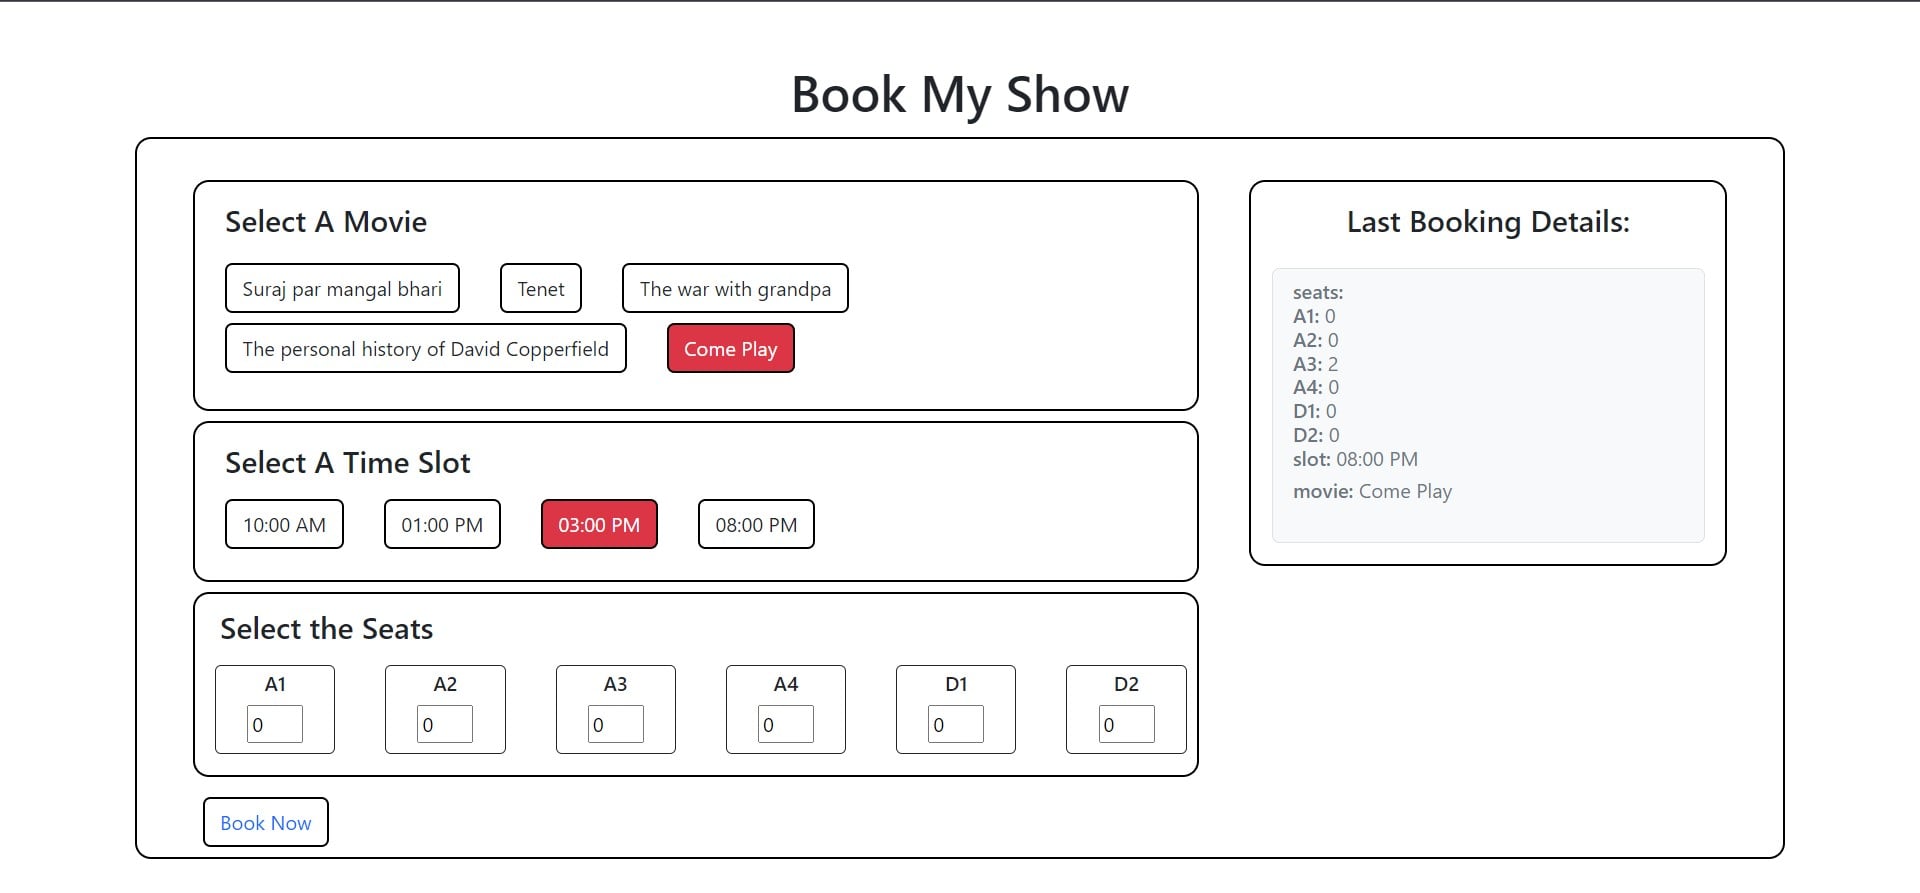 Book My Show
Select A Movie
Suraj par mangal bhari Tenet The war with grandpa
The personal history of David Copperfield Come Play
Select A Time Slot
10:00 AM 01:00 PM 03:00 PM 08:00 PM
Select the Seats
A1 A2 A3 A4 D1 D2
0 0 0 0 0 0
Book Now
Last Booking Details:
seats:
A1: 0
A2: 0
A3: 2
A4: 0
D1: 0
D2: 0
slot: 08:00 PM
movie: Come Play